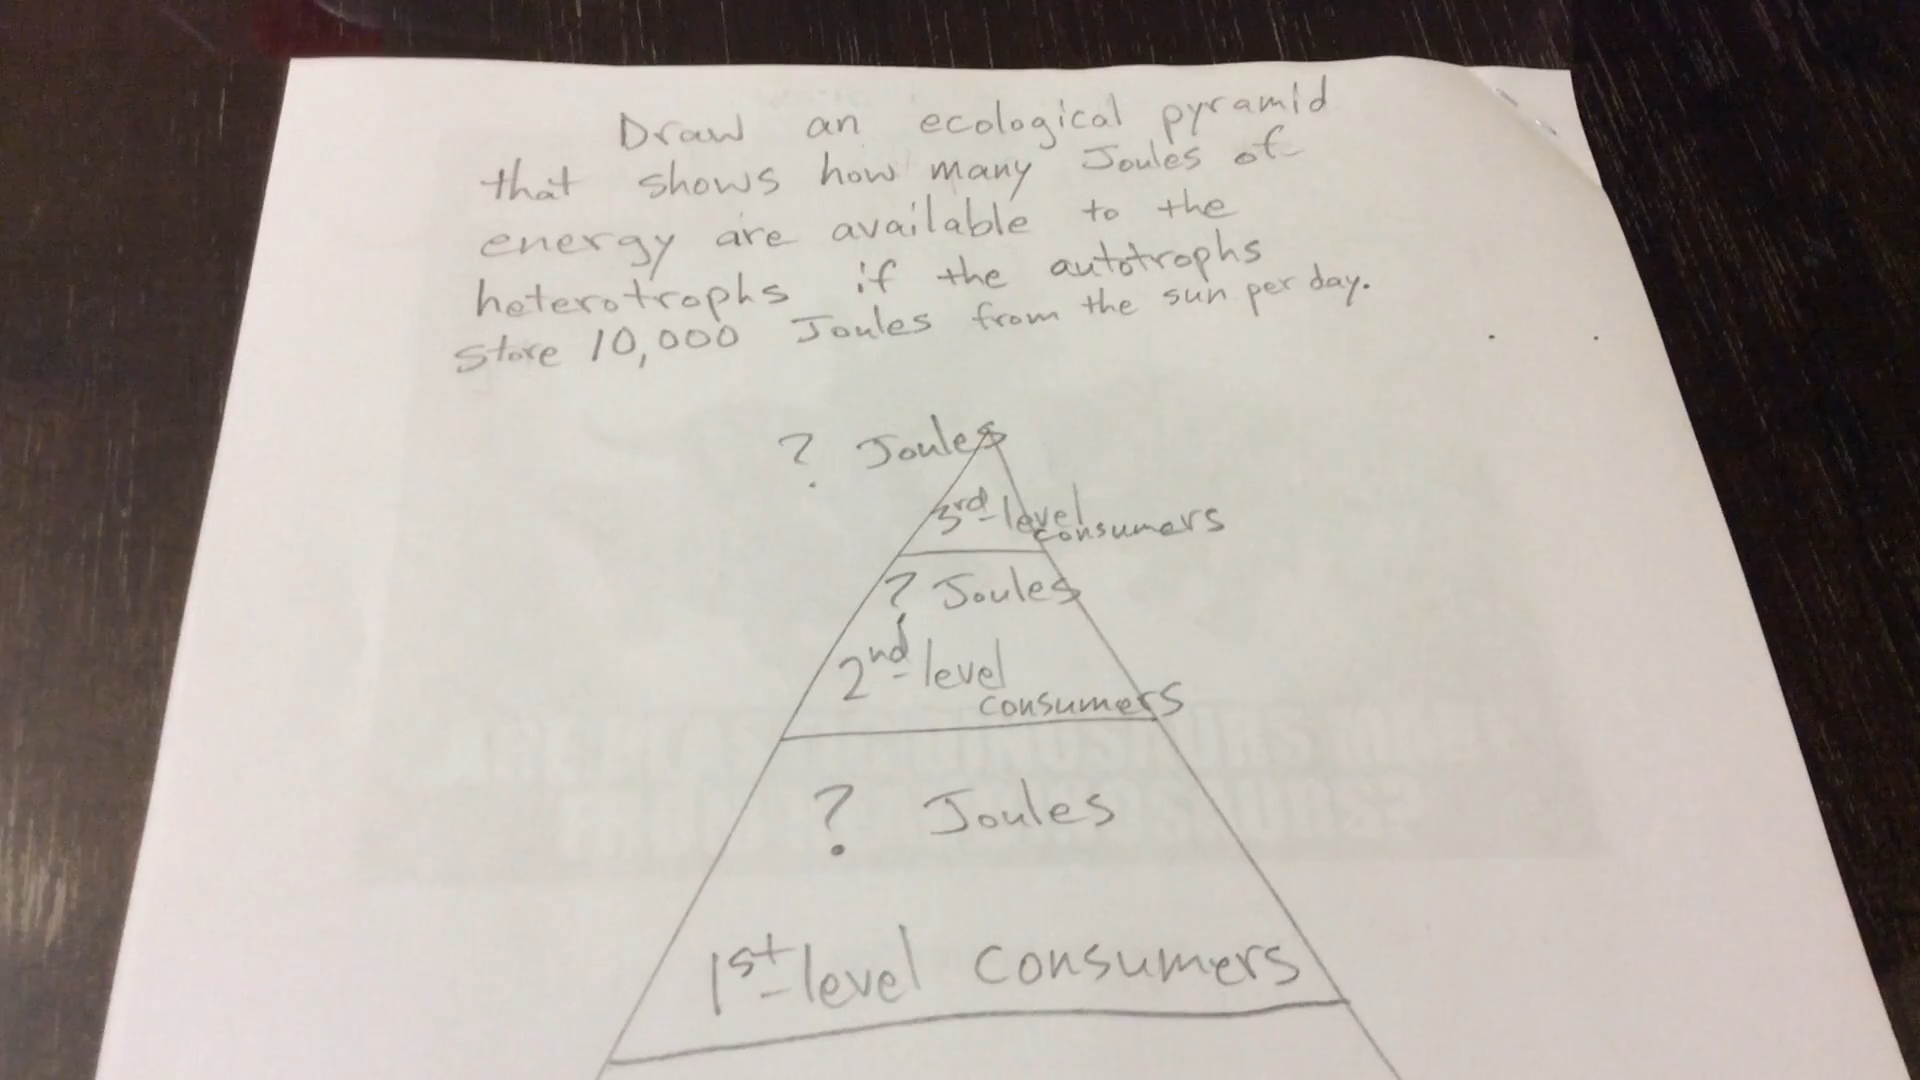 Draw an ecological pyramid
that shows how many Joules of
energy are available to the
heterotrophs if the autotrophs
store 10,000 Joules from the sun per day.
? Joules
3rd-level
consumers
? Joules
2nd-level
consumers
? Joules
1st-level consumers